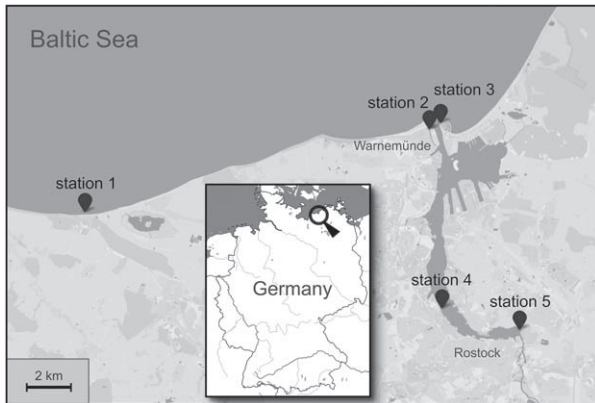 Baltic Sea
station 3
station 2
Warnemünde
station 1
Germany
station 4
station 5
Rostock
2 km